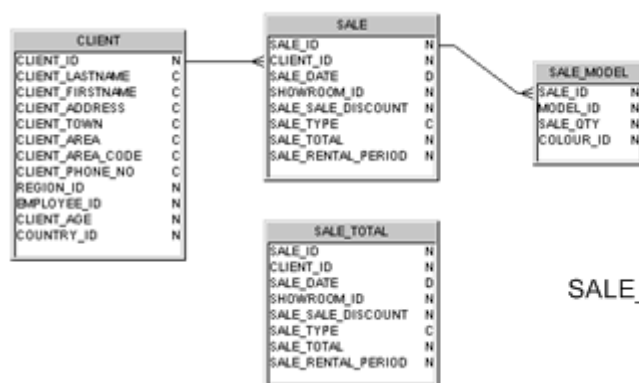 CLIENT
CLIENT_ID N
CLIENT_LASTNAME C
CLIENT_FIRSTNAME C
CLIENT_ADDRESS C
CLIENT_TOWN C
CLIENT_AREA C
CLIENT_AREA_CODE C
CLIENT_PHONE_NO C
REGION_ID N
EMPLOYEE_ID N
CLIENT_AGE N
COUNTRY_ID N
SALE
SALE_ID N
CLIENT_ID N
SALE_DATE D
SHOWROOM_ID N
SALE_SALE_DISCOUNT N
SALE_TYPE C
SALE_TOTAL N
SALE_RENTAL_PERIOD N
SALE_MODEL
SALE_ID N
MODEL_ID N
SALE_QTY N
COLOUR_ID N
SALE_TOTAL
SALE_ID N
CLIENT_ID N
SALE_DATE D
SHOWROOM_ID N
SALE_SALE_DISCOUNT N
SALE_TYPE C
SALE_TOTAL N
SALE_RENTAL_PERIOD N
SALE_